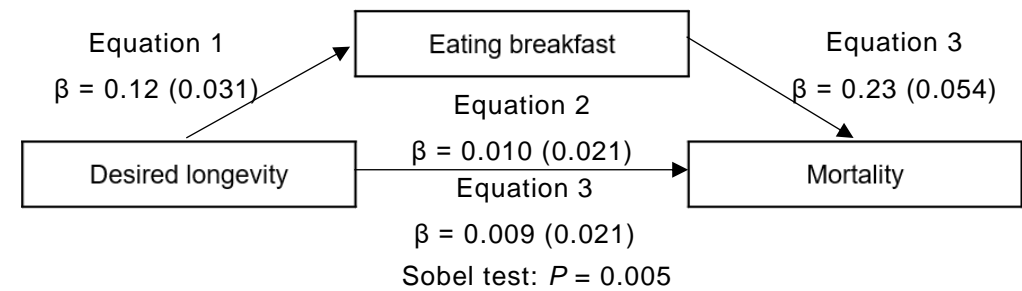 Equation 1
β = 0.12 (0.031)
Eating breakfast
Equation 3
β = 0.23 (0.054)
Equation 2
β = 0.010 (0.021)
Desired longevity
Mortality
Equation 3
β = 0.009 (0.021)
Sobel test: P = 0.005